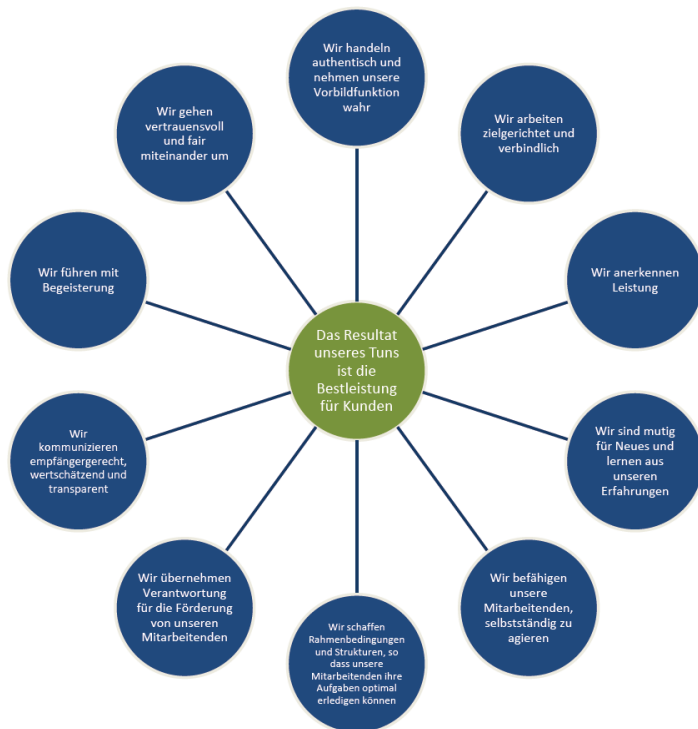 Wir handeln
authentisch und
nehmen unsere
Vorbildfunktion
wahr
Wir arbeiten
zielgerichtet und
verbindlich
Wir anerkennen
Leistung
Wir sind mutig
für Neues und
lernen aus
unseren
Erfahrungen
Wir befähigen
unsere
Mitarbeitenden,
selbstständig zu
agieren
Wir schaffen
Rahmenbedingungen
und Strukturen, so
dass unsere
Mitarbeitenden ihre
Aufgaben optimal
erledigen können
Wir übernehmen
Verantwortung
für die Förderung
von unseren
Mitarbeitenden
Wir
kommunizieren
empfängergerecht,
wertschätzend und
transparent
Wir führen mit
Begeisterung
Wir gehen
vertrauensvoll
und fair
miteinander um
Das Resultat
unseres Tuns
ist die
Bestleistung
für Kunden